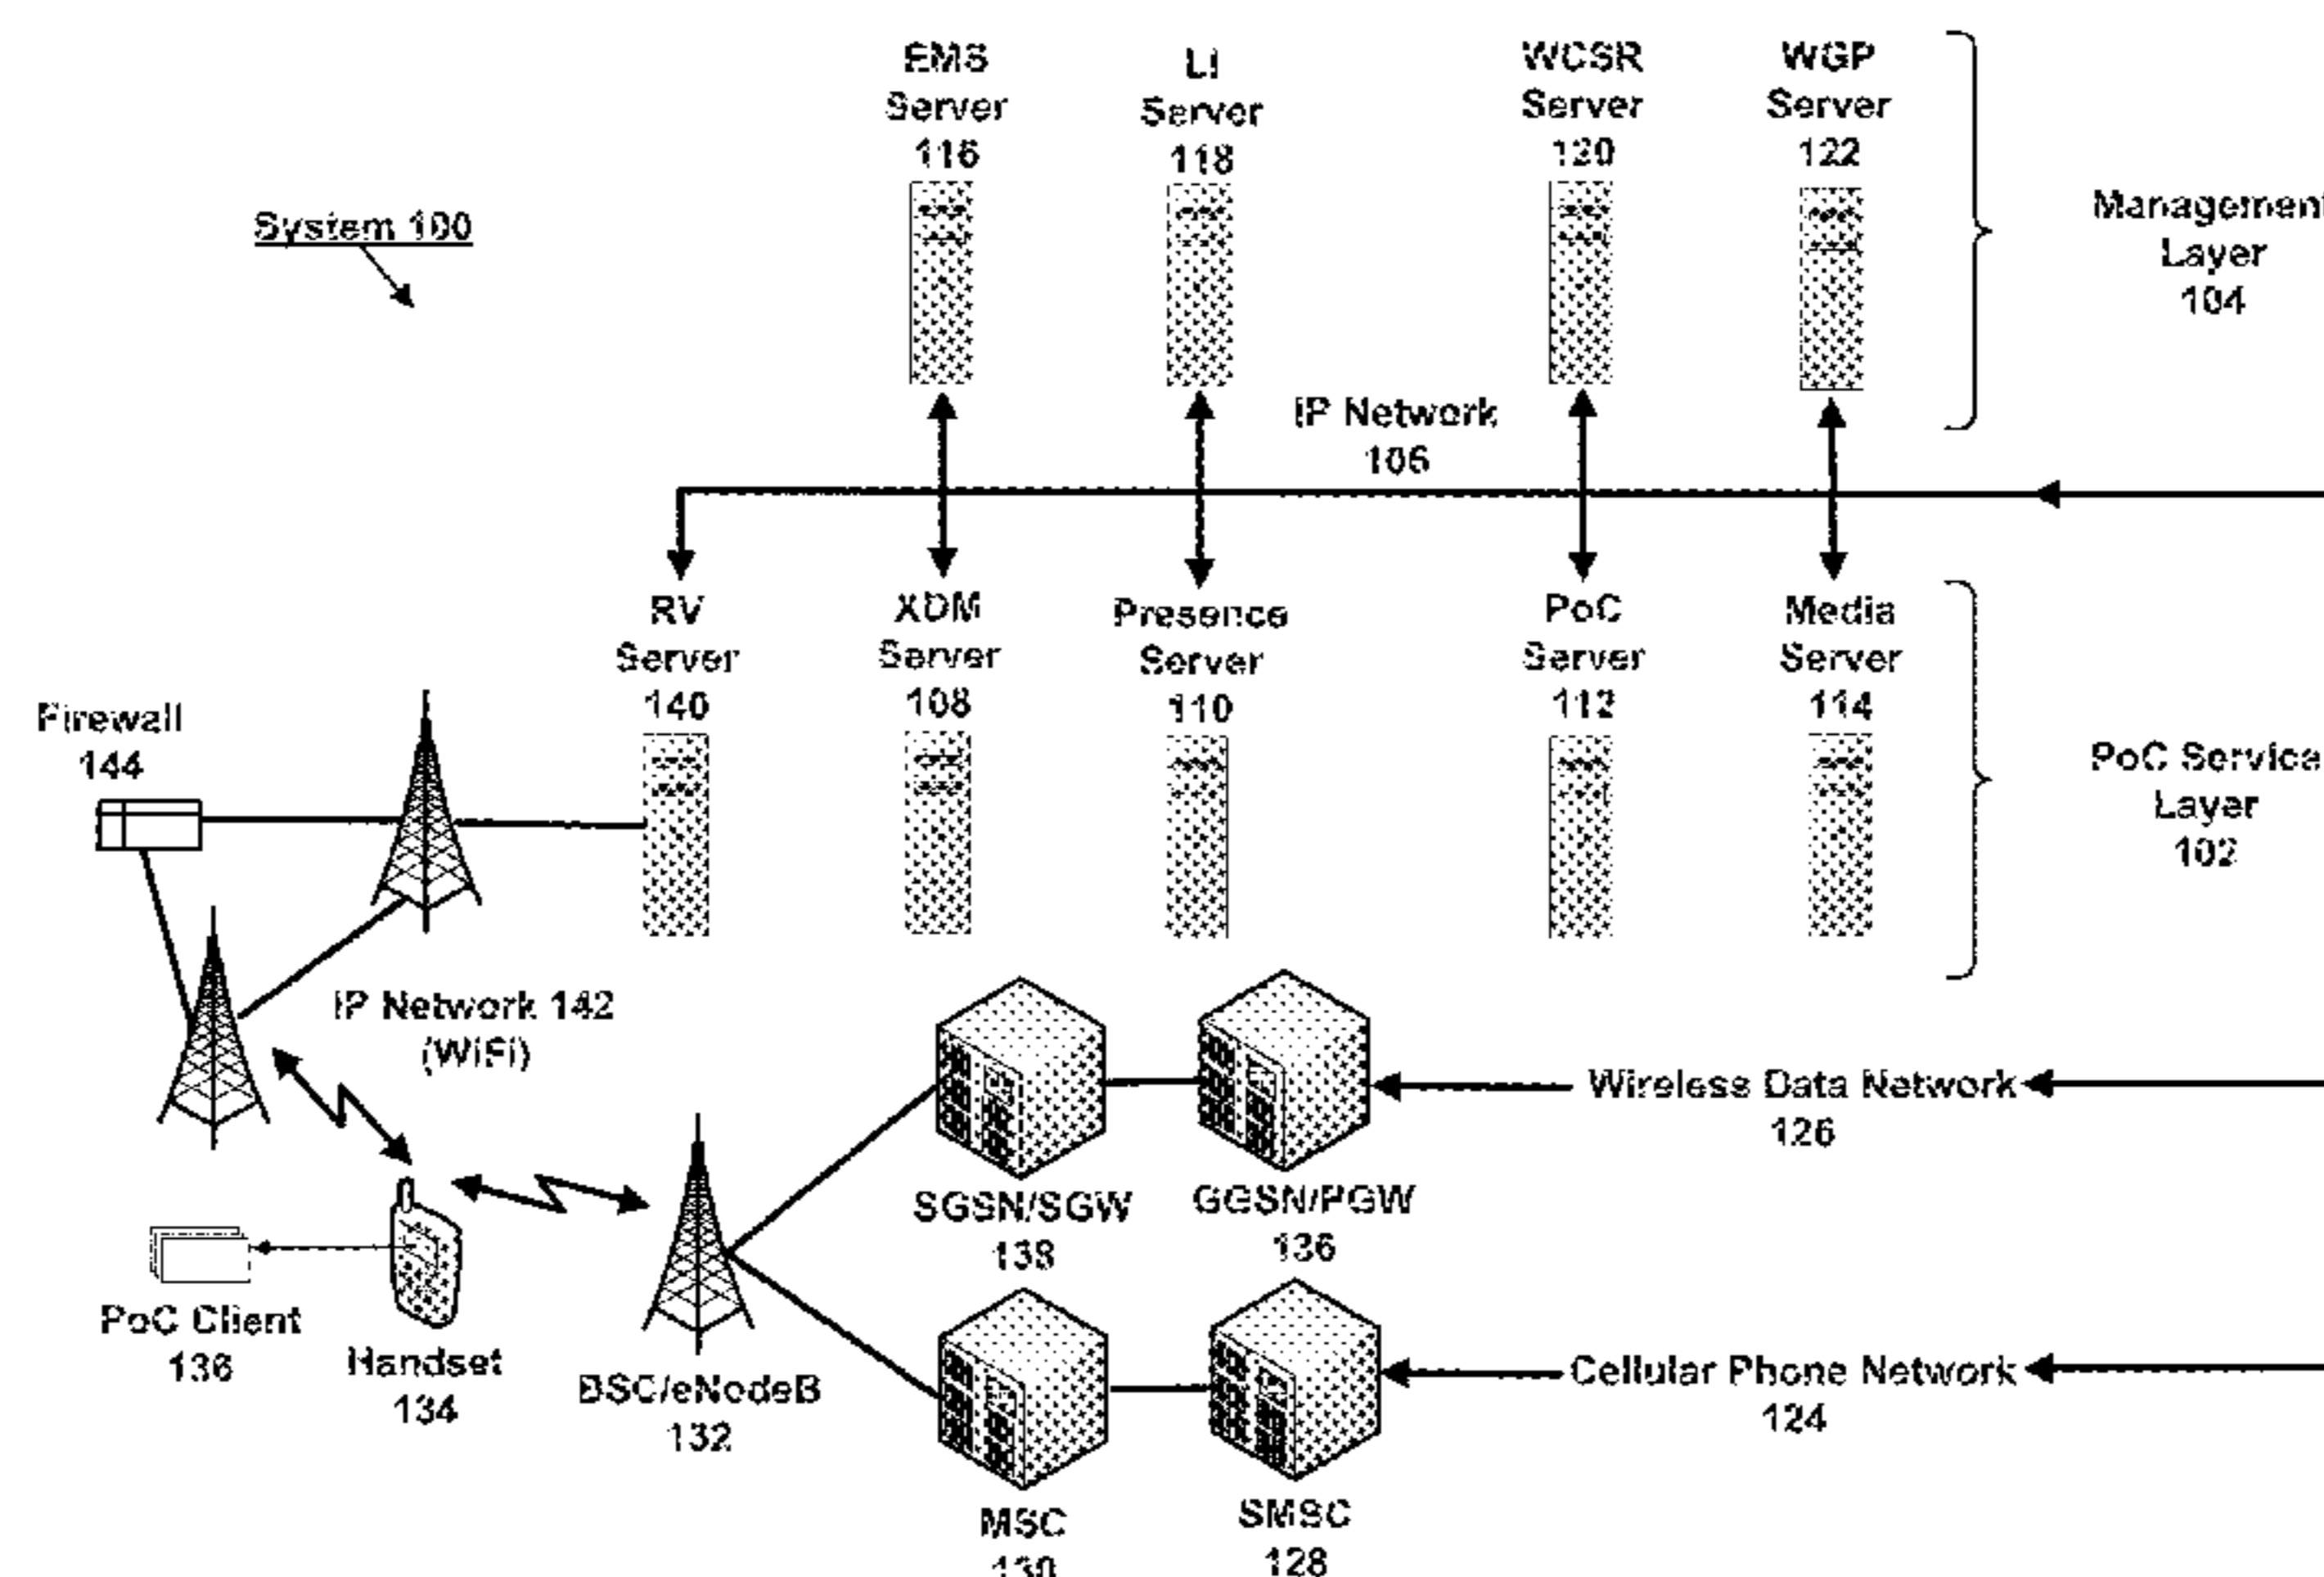 System 100
EMS
Server
116
LI
Server
118
WCSR
Server
120
WGP
Server
122
Management
Layer
104
IP Network
106
RV
Server
140
XDM
Server
108
Presence
Server
110
PoC
Server
112
Media
Server
114
PoC Service
Layer
102
Firewall
144
IP Network 142
(WiFi)
Wireless Data Network
126
SGSN/SGW
138
GGSN/PGW
136
PoC Client
136
Handset
134
BSC/eNodeB
132
Cellular Phone Network
124
MSC
130
SMSC
128